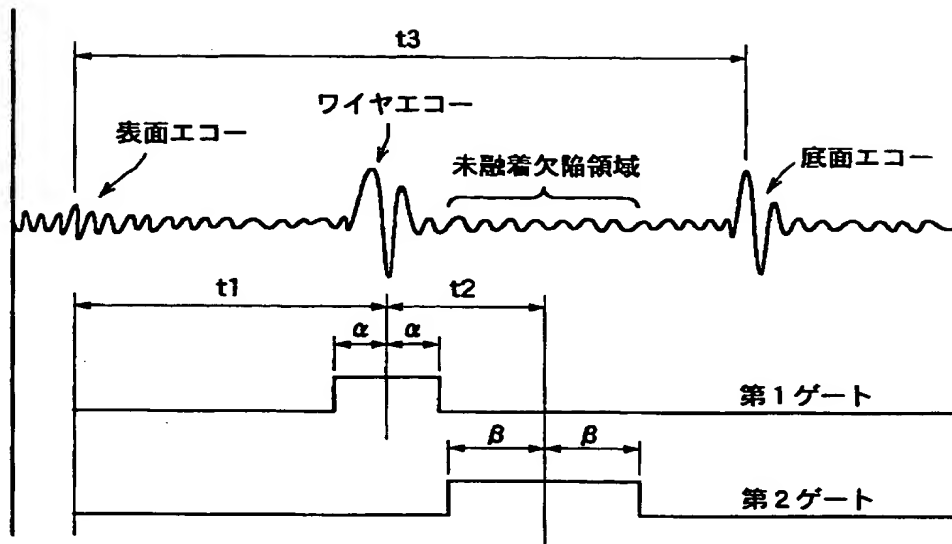 t3
ワイヤエコー
表面エコー
未融着欠陥領域
底面エコー
t1
t2
α
α
第1ゲート
β
β
第2ゲート